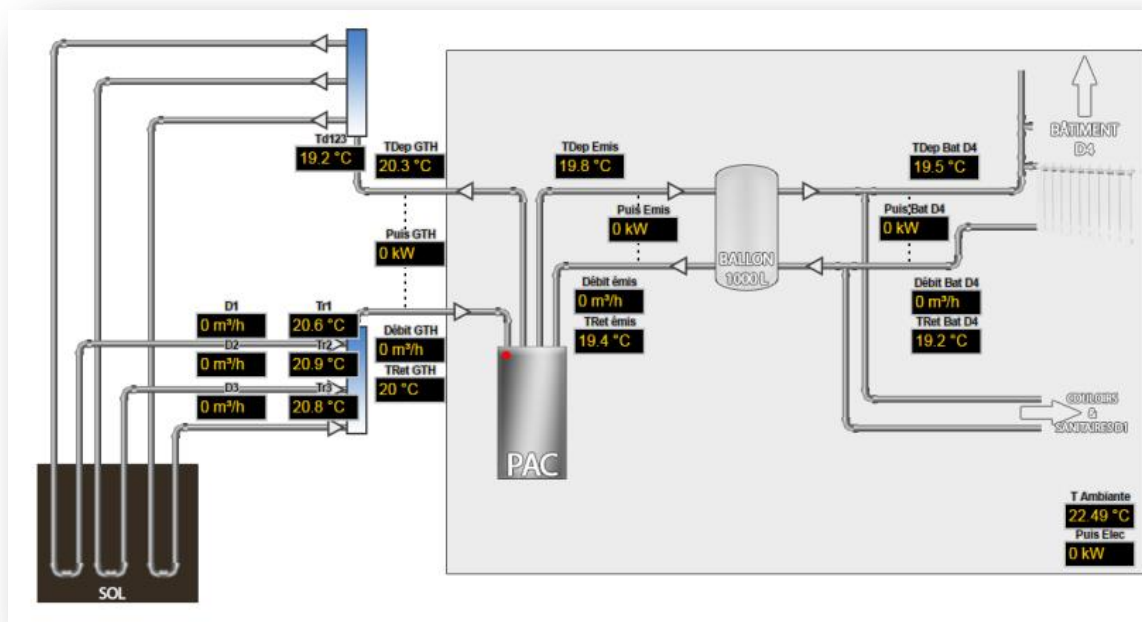 Td123
19.2 °C
TDep GTH
20.3 °C
TDep Emis
19.8 °C
TDep Bat D4
19.5 °C
BÂTIMENT
D4
Puis GTH
0 kW
Puis Emis
0 kW
Puis Bat D4
0 kW
BALLON
1000 L
D1
0 m³/h
D2
0 m³/h
D3
0 m³/h
Tr1
20.6 °C
Tr2
20.9 °C
Tr3
20.8 °C
Débit GTH
0 m³/h
TRet GTH
20 °C
Débit émis
0 m³/h
TRet émis
19.4 °C
Débit Bat D4
0 m³/h
TRet Bat D4
19.2 °C
PAC
COULOIRS
&
SANITAIRES D1
T Ambiante
22.49 °C
Puis Elec
0 kW
SOL